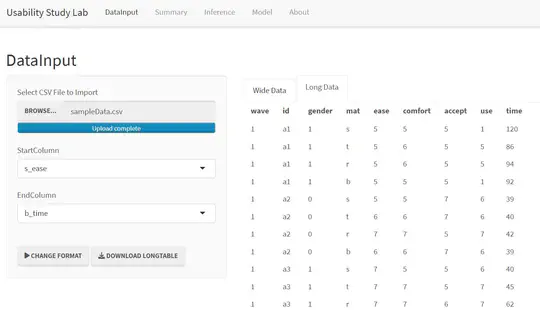 Usability Study Lab DataInput Summary Inference Model About
DataInput
Select CSV File to Import
BROWSE... sampleData.csv
Upload complete
StartColumn
s_ease
EndColumn
b_time
CHANGE FORMAT DOWNLOAD LONGTABLE
Wide Data Long Data
wave id gender mat ease comfort accept use time
1 a1 1 s 5 5 5 1 120
1 a1 1 t 5 6 5 5 86
1 a1 1 r 5 6 5 5 94
1 a1 1 b 5 5 5 1 92
1 a2 0 s 5 5 7 6 39
1 a2 0 t 6 6 7 6 40
1 a2 0 r 7 7 5 7 42
1 a2 0 b 6 6 7 6 39
1 a3 1 s 7 5 5 6 40
1 a3 1 t 7 7 5 7 45
1 a3 1 r 7 7 6 7 62